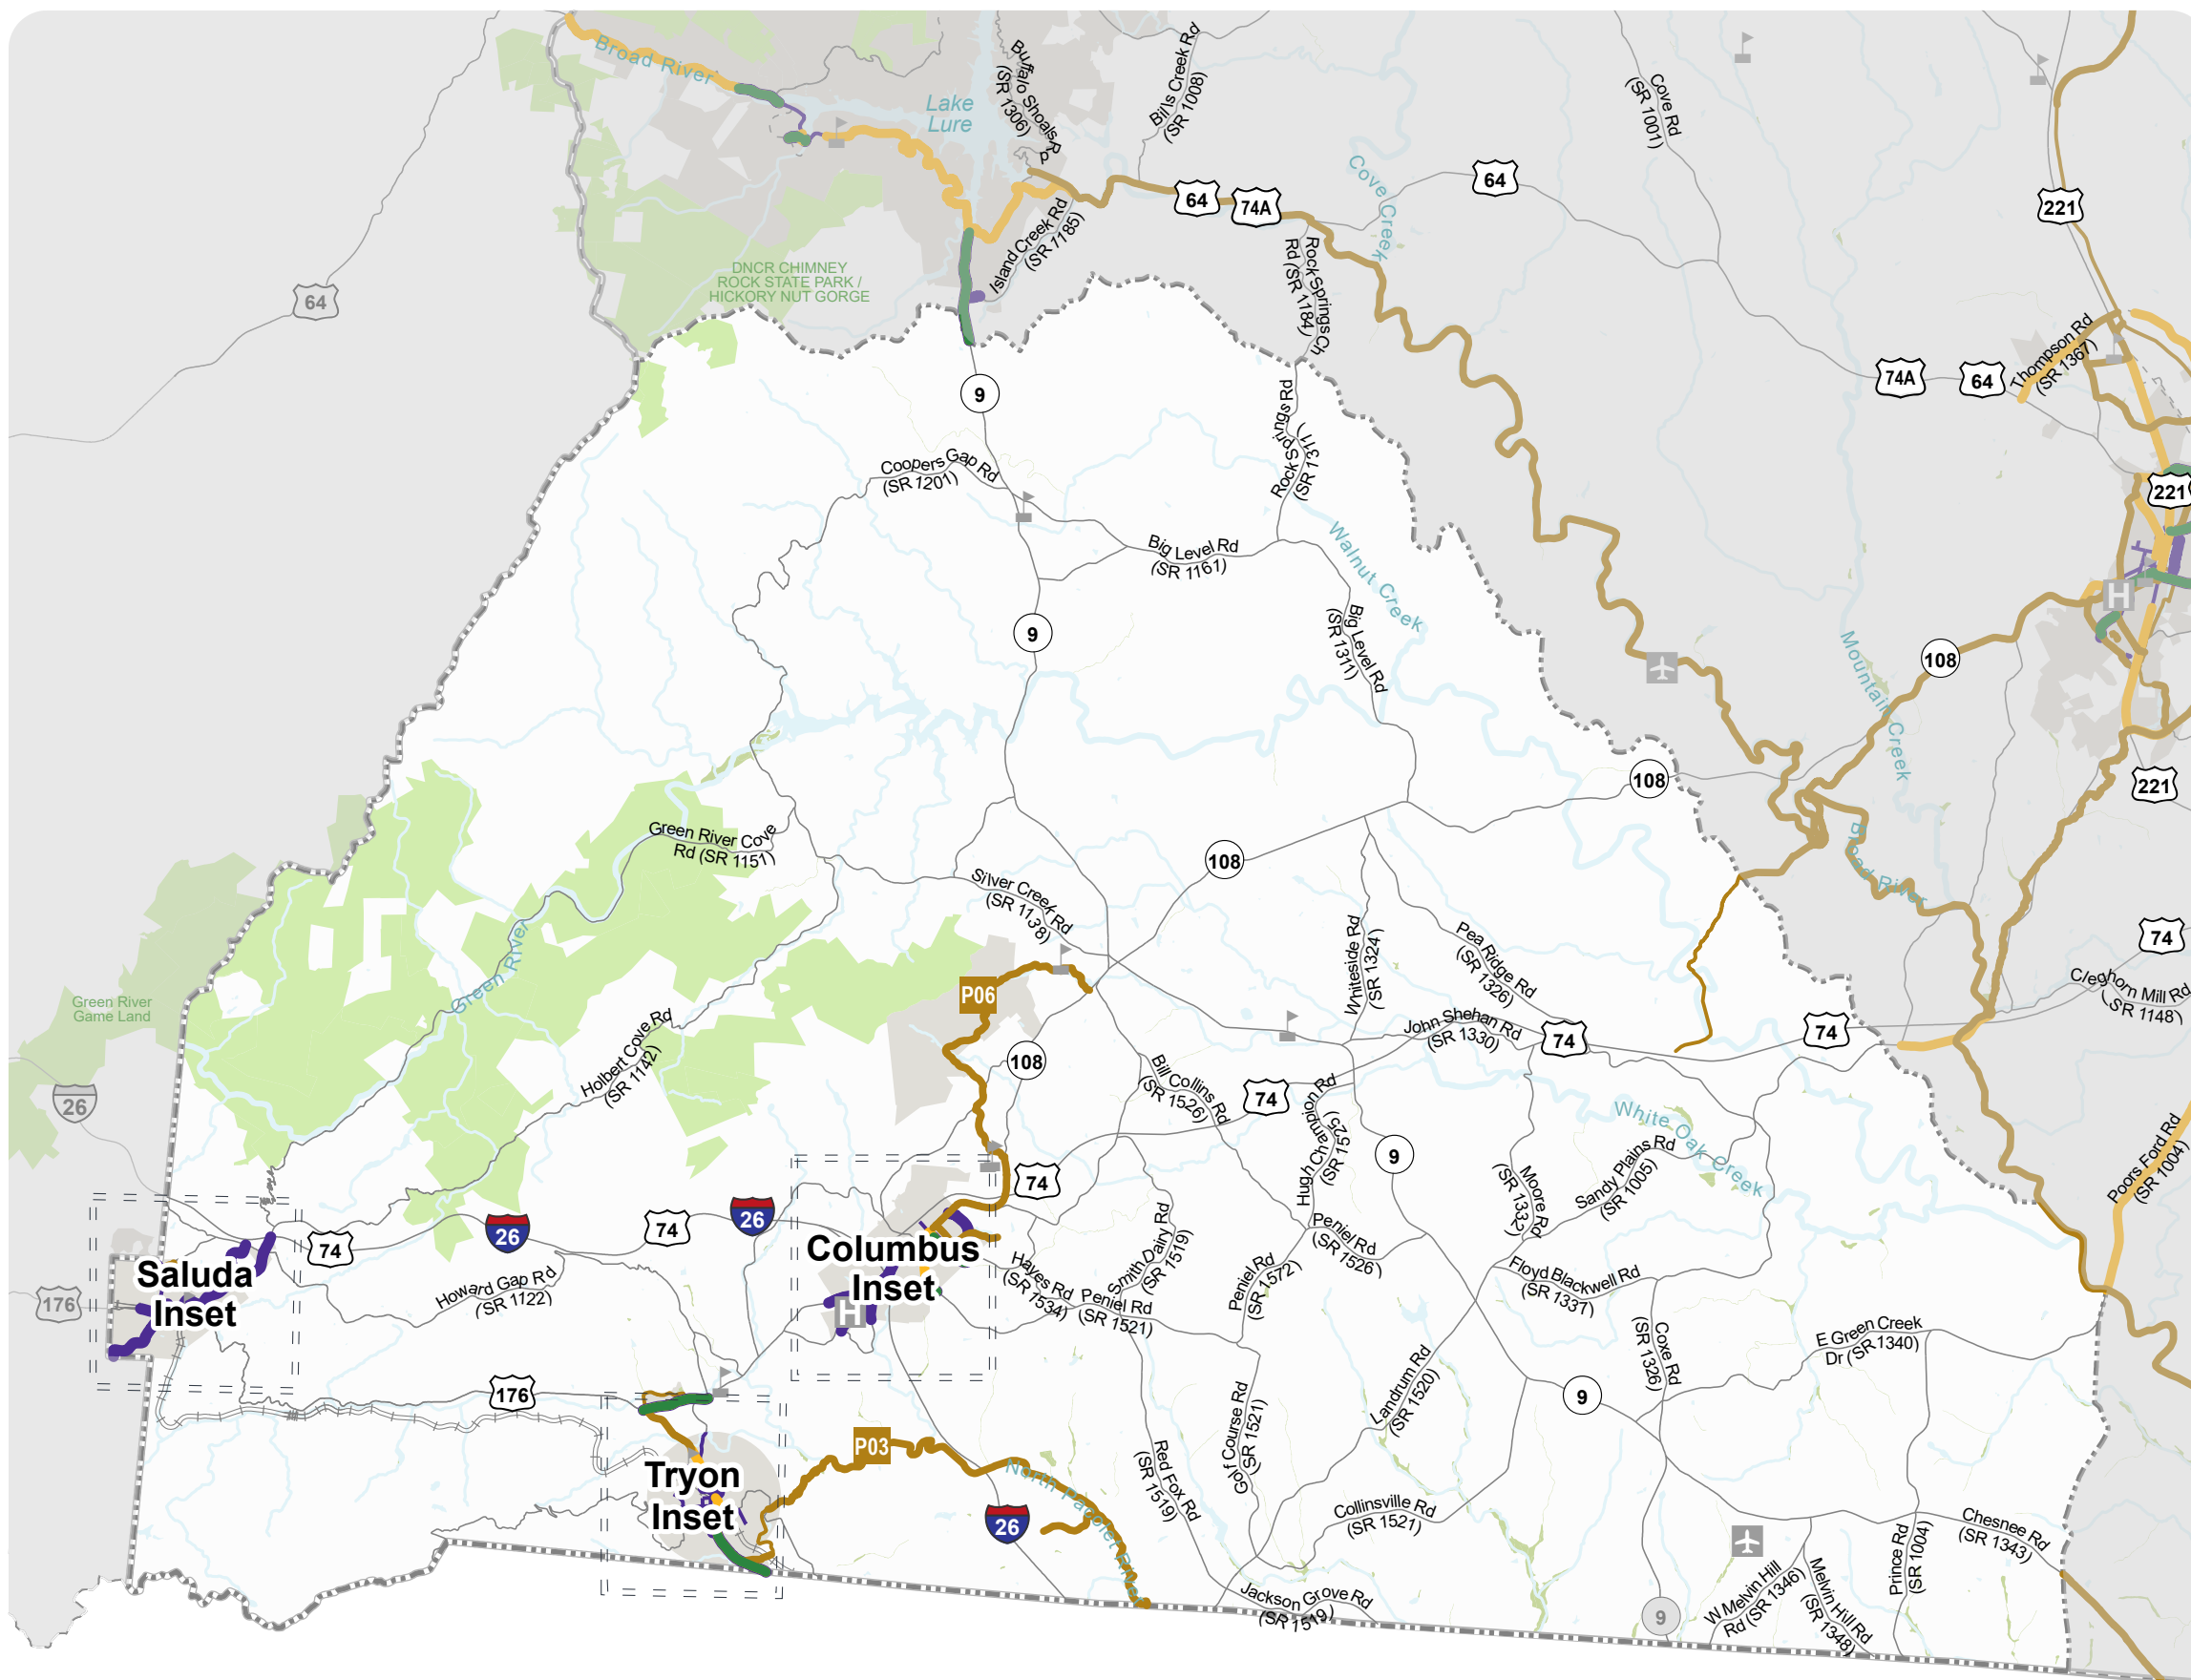 Broad River
Lake
Lure
Buffalo Shoals
Rd
(SR 1306)
Bills Creek Rd
(SR 1008)
Cove Rd
(SR 1001)
Cove Creek
64
74A
64
221
64
Island Creek Rd
(SR 1185)
Rock Springs Ch
Rd (SR 1184)
DNCR CHIMNEY
ROCK STATE PARK /
HICKORY NUT GORGE
Thompson Rd
(SR 1367)
74A
64
9
Rock Springs Rd
(SR 1311)
Coopers Gap Rd
(SR 1201)
221
Big Level Rd
(SR 1161)
Walnut Creek
H
9
Big Level Rd
(SR 1311)
108
Mountain Creek
108
221
Green River Cove
Rd (SR 1151)
108
Broad River
Silver Creek Rd
(SR 1138)
Whiteside Rd
(SR 1324)
Pea Ridge Rd
(SR 1326)
74
Cleghorn Mill Rd
(SR 1148)
Green River
P06
Green River
Game Land
Holbert Cove Rd
(SR 1142)
John Shehan Rd
(SR 1330)
74
74
108
26
Bill Collins Rd
(SR 1526)
74
Hugh Champion Rd
(SR 1525)
White Oak Creek
9
Poors Ford Rd
(SR 1004)
74
Moore Rd
(SR 1332)
Sandy Plains Rd
(SR 1005)
26
74
26
74
Smith Dairy Rd
(SR 1519)
Peniel Rd
(SR 1526)
Columbus
Inset
H
Saluda
Inset
176
Howard Gap Rd
(SR 1122)
Hayes Rd
(SR 1534)
Peniel Rd
(SR 1521)
Peniel Rd
(SR 1572)
Floyd Blackwell Rd
(SR 1337)
Coxe Rd
(SR 1326)
E Green Creek
Dr (SR 1340)
176
Landrum Rd
(SR 1520)
9
Golf Course Rd
(SR 1521)
P03
Tryon
Inset
North Pacolet River
Red Fox Rd
(SR 1519)
26
Collinsville Rd
(SR 1521)
Chesnee Rd
(SR 1343)
Prince Rd
(SR 1004)
W Melvin Hill
Rd (SR 1346)
Melvin Hill Rd
(SR 1348)
Jackson Grove Rd
(SR 1519)
9